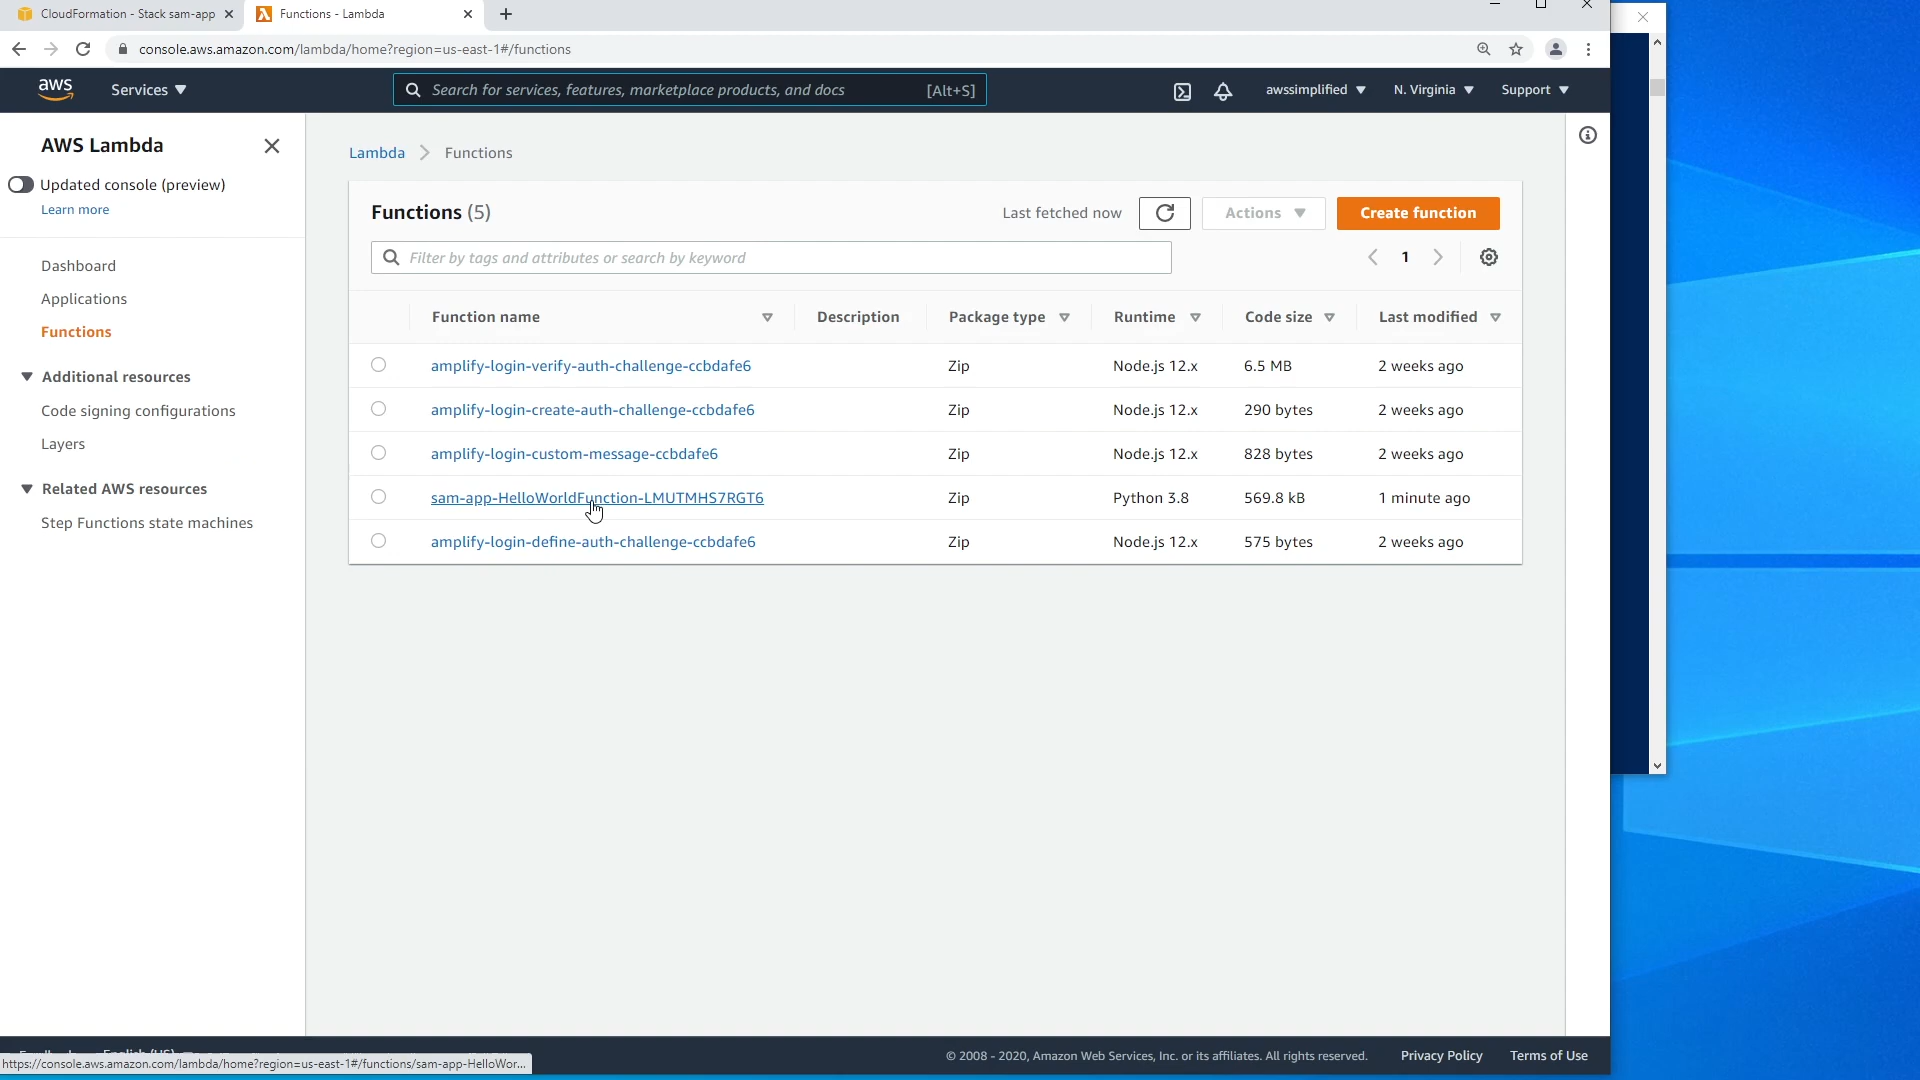 CloudFormation - Stack sam-app
Functions - Lambda
console.aws.amazon.com/lambda/home?region=us-east-1#/functions
aws
Services
Search for services, features, marketplace products, and docs [Alt+S]
awssimplified
N. Virginia
Support
AWS Lambda
Updated console (preview)
Learn more
Dashboard
Applications
Functions
Additional resources
Code signing configurations
Layers
Related AWS resources
Step Functions state machines
Lambda > Functions
Functions (5)
Last fetched now
Actions
Create function
Filter by tags and attributes or search by keyword
1
Function name Description Package type Runtime Code size Last modified
amplify-login-verify-auth-challenge-ccbdafe6 Zip Node.js 12.x 6.5 MB 2 weeks ago
amplify-login-create-auth-challenge-ccbdafe6 Zip Node.js 12.x 290 bytes 2 weeks ago
amplify-login-custom-message-ccbdafe6 Zip Node.js 12.x 828 bytes 2 weeks ago
sam-app-HelloWorldFunction-LMUTMHS7RGT6 Zip Python 3.8 569.8 kB 1 minute ago
amplify-login-define-auth-challenge-ccbdafe6 Zip Node.js 12.x 575 bytes 2 weeks ago
English (US)
© 2008 - 2020, Amazon Web Services, Inc. or its affiliates. All rights reserved.
Privacy Policy
Terms of Use
https://console.aws.amazon.com/lambda/home?region=us-east-1#/functions/sam-app-HelloWor...